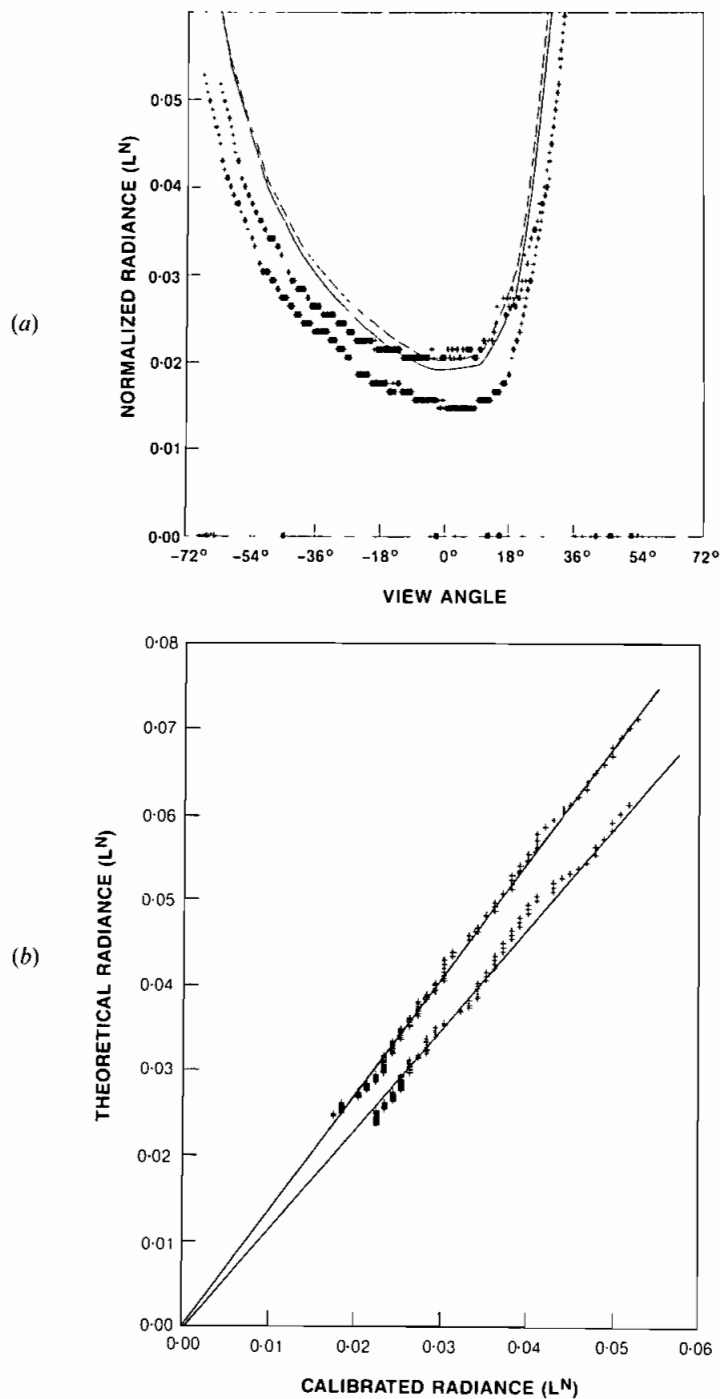 (a)
NORMALIZED RADIANCE (Lᴺ)
0·05
0·04
0·03
0·02
0·01
0·00
-72° -54° -36° -18° 0° 18° 36° 54° 72°
VIEW ANGLE
(b)
THEORETICAL RADIANCE (Lᴺ)
0·08
0·07
0·06
0·05
0·04
0·03
0·02
0·01
0·00
0·00 0·01 0·02 0·03 0·04 0·05 0·06
CALIBRATED RADIANCE (Lᴺ)